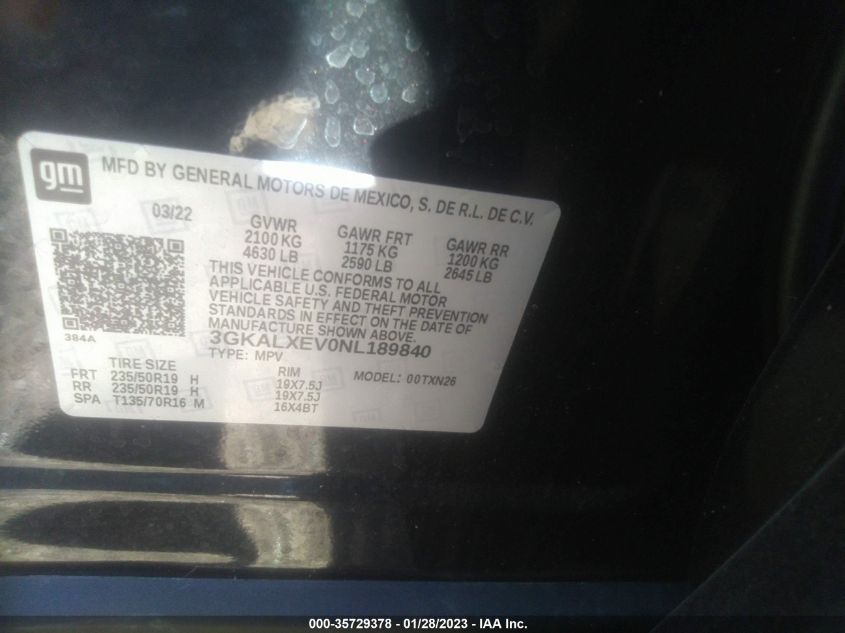 gm
MFD BY GENERAL MOTORS DE MEXICO, S. DE R.L. DE C.V.
03/22
GVWR
2100 KG
4630 LB
GAWR FRT
1175 KG
2590 LB
GAWR RR
1200 KG
2645 LB
THIS VEHICLE CONFORMS TO ALL
APPLICABLE U.S. FEDERAL MOTOR
VEHICLE SAFETY AND THEFT PREVENTION
STANDARDS IN EFFECT ON THE DATE OF
MANUFACTURE SHOWN ABOVE.
384A
3GKALXEV0NL189840
TYPE: MPV
MODEL: 00TXN26
TIRE SIZE
RIM
FRT 235/50R19 H 19X7.5J
RR 235/50R19 H 19X7.5J
SPA T135/70R16 M 16X4BT
000-35729378 - 01/28/2023 - IAA Inc.